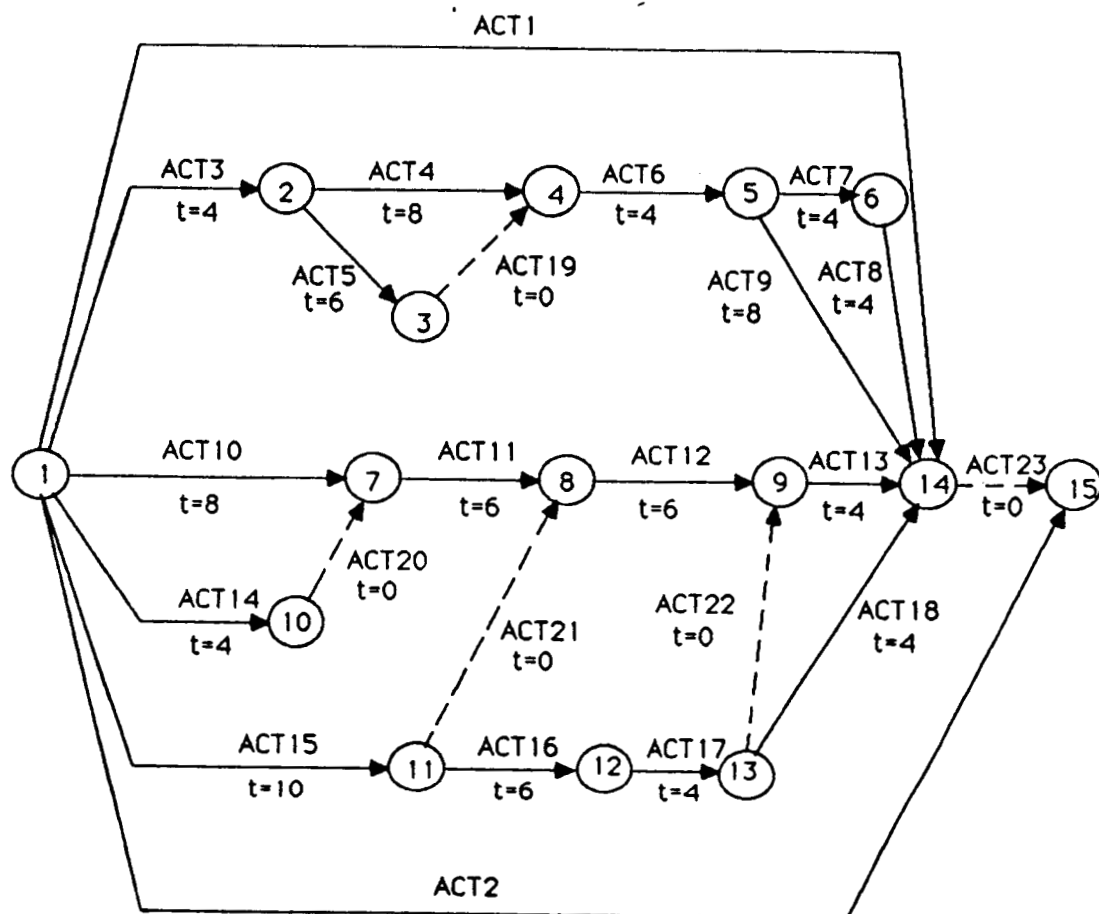 ACT1
ACT3
t=4
2
ACT4
t=8
4
ACT6
t=4
5
ACT7
t=4
6
ACT5
t=6
3
ACT19
t=0
ACT9
t=8
ACT8
t=4
1
ACT10
t=8
7
ACT11
t=6
8
ACT12
t=6
9
ACT13
t=4
14
ACT23
t=0
15
ACT14
t=4
10
ACT20
t=0
ACT21
t=0
ACT22
t=0
ACT18
t=4
ACT15
t=10
11
ACT16
t=6
12
ACT17
t=4
13
ACT2